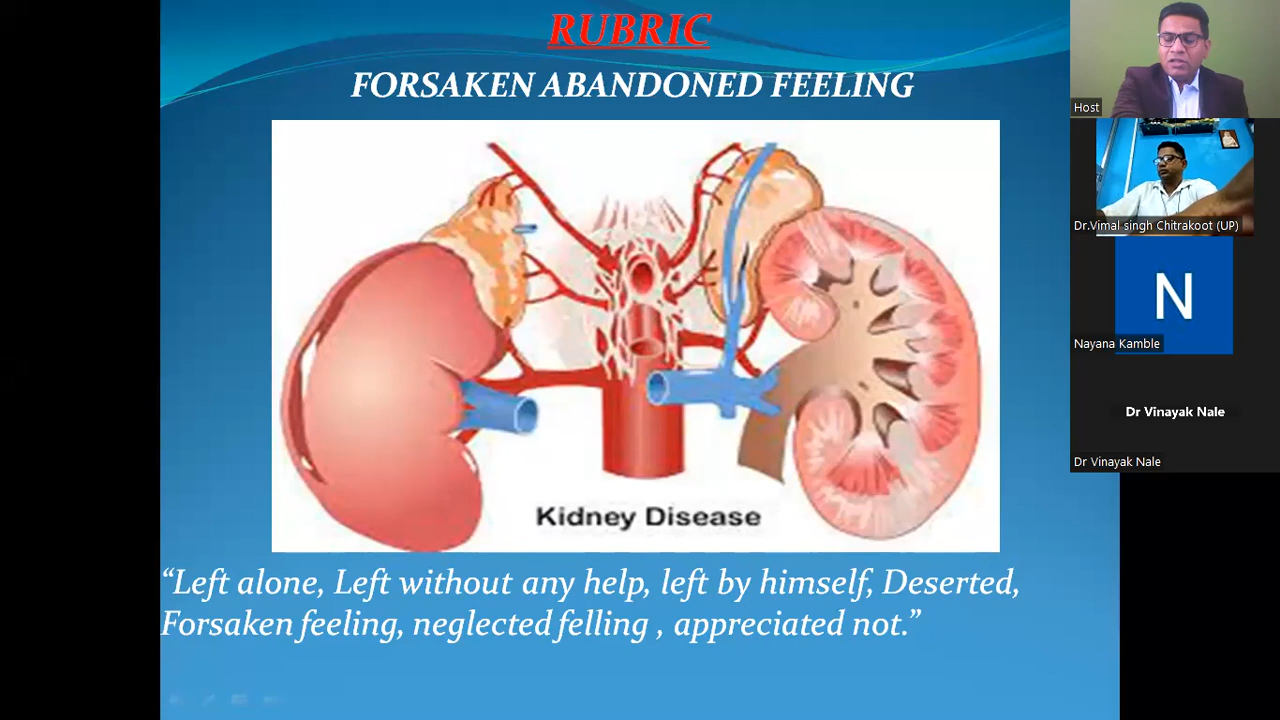 RUBRIC
FORSAKEN ABANDONED FEELING
Kidney Disease
“Left alone, Left without any help, left by himself, Deserted,
Forsaken feeling, neglected felling , appreciated not.”
Host
Dr.Vimal singh Chitrakoot (UP)
N
Nayana Kamble
Dr Vinayak Nale
Dr Vinayak Nale